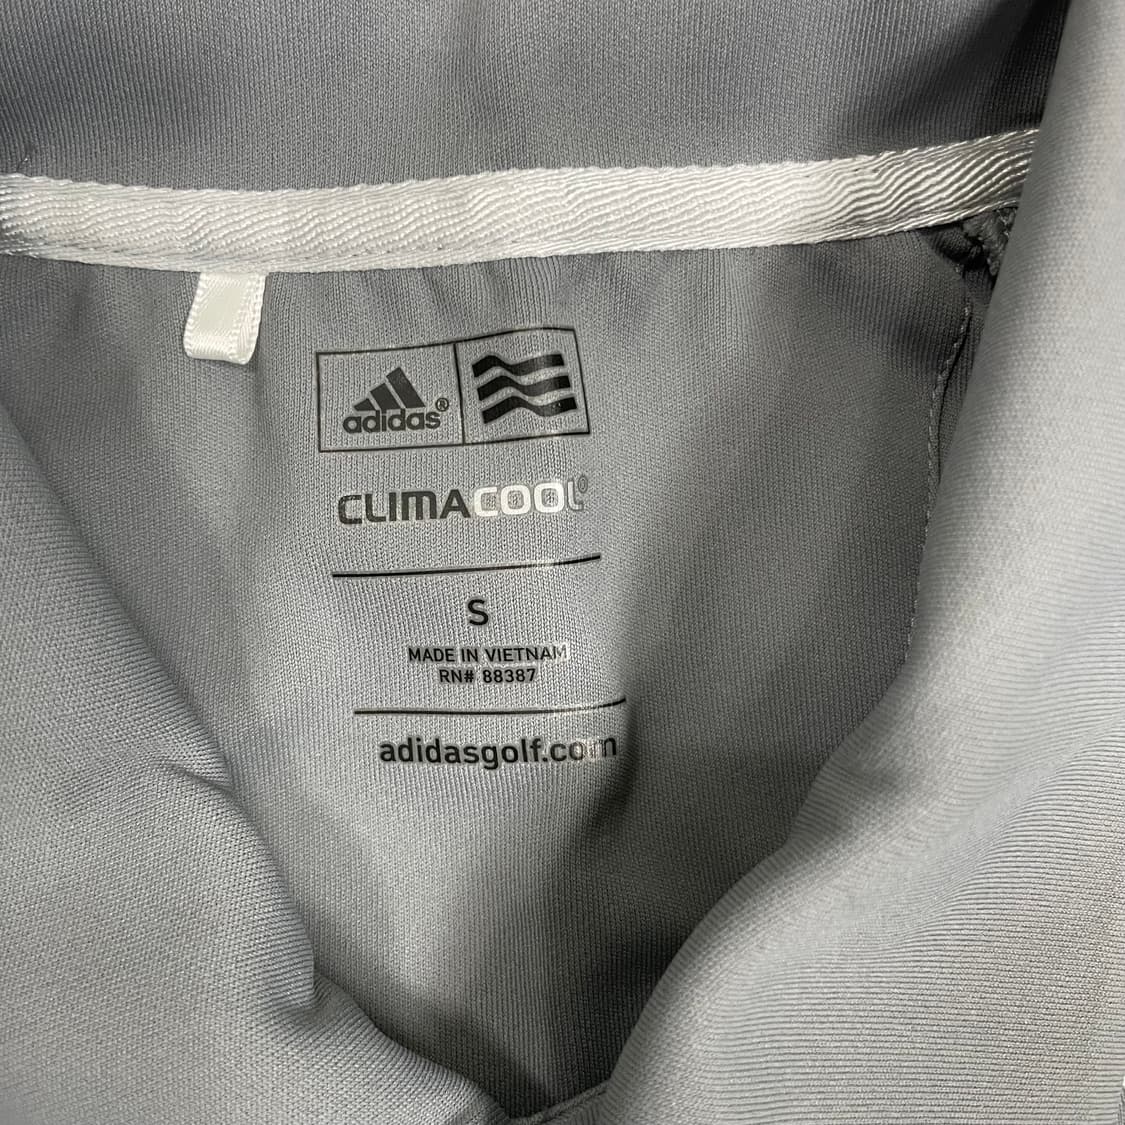 adidas®
CLIMACOOL®
S
MADE IN VIETNAM
RN# 88387
adidasgolf.com